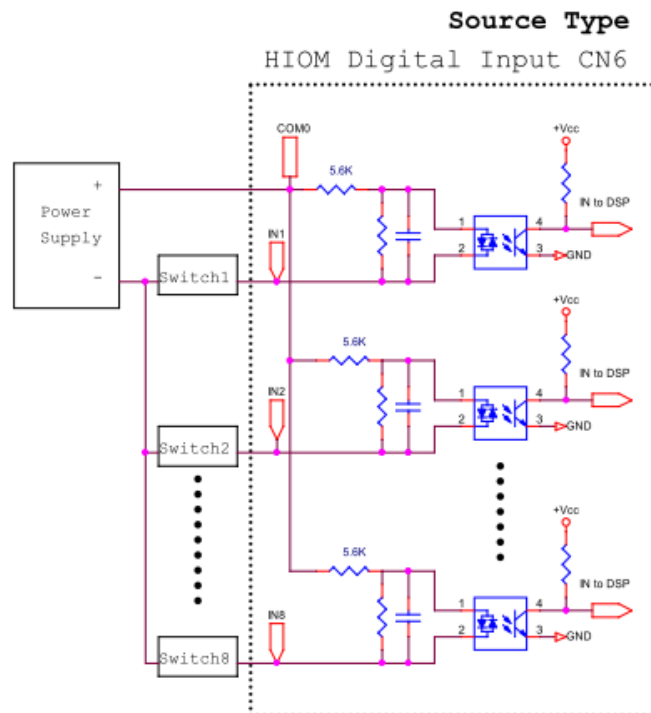 Source Type
HIOM Digital Input CN6
COM0
+Vcc
5.6K
+
Power
Supply
-
IN to DSP
1
4
2
3
GND
IN1
Switch1
+Vcc
5.6K
IN to DSP
1
4
2
3
GND
IN2
Switch2
+Vcc
5.6K
IN to DSP
1
4
2
3
GND
IN8
Switch8